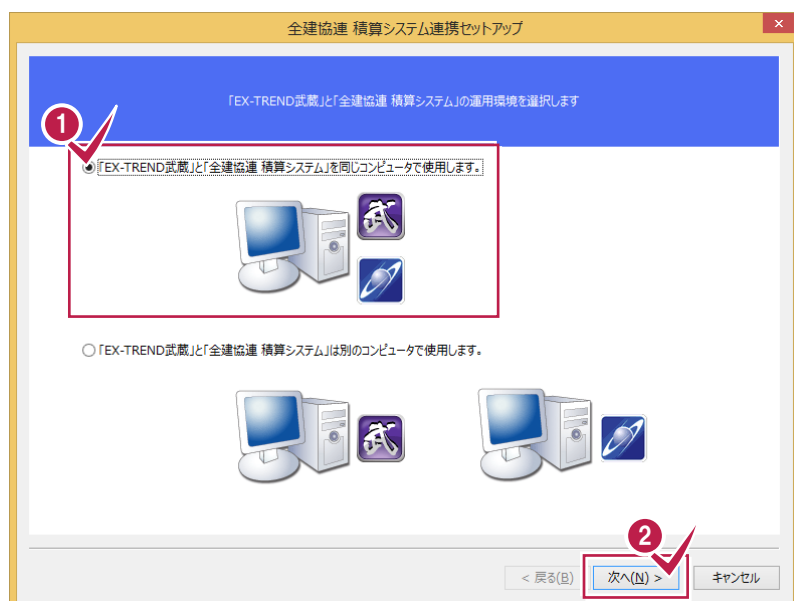 全建協連 積算システム連携セットアップ
×
「EX-TREND武蔵」と「全建協連 積算システム」の運用環境を選択します
1
「EX-TREND武蔵」と「全建協連 積算システム」を同じコンピュータで使用します。
武
「EX-TREND武蔵」と「全建協連 積算システム」は別のコンピュータで使用します。
武
2
< 戻る(B)
次へ(N) >
キャンセル